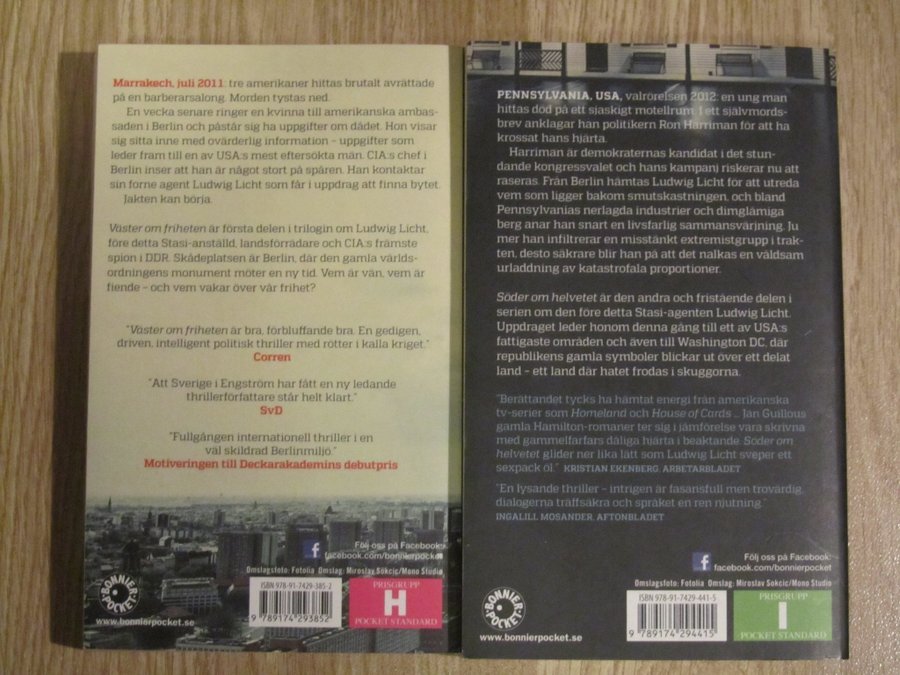 Marrakech, juli 2011: tre amerikaner hittas brutalt avrättade
på en barberarsalong. Morden tystas ned.
En vecka senare ringer en kvinna till amerikanska ambas-
saden i Berlin och påstår sig ha uppgifter om dådet. Hon visar
sig sitta inne med ovärderlig information – uppgifter som
leder fram till en av USA:s mest eftersökta män. CIA:s chef i
Berlin inser att han är något stort på spåren. Han kontaktar
sin forne agent Ludwig Licht som får i uppdrag att finna bytet.
Jakten kan börja.
Väster om friheten är första delen i trilogin om Ludwig Licht,
före detta Stasi-anställd, landsförrädare och CIA:s främste
spion i DDR. Skådeplatsen är Berlin, där den gamla världs-
ordningens monument möter en ny tid. Vem är vän, vem är
fiende – och vem vakar över vår frihet?
"Väster om friheten är bra, förbluffande bra. En gedigen,
driven, intelligent politisk thriller med rötter i kalla kriget."
Corren
"Att Sverige i Engström har fått en ny ledande
thrillerförfattare står helt klart."
SvD
"Fullgången internationell thriller i en
väl skildrad Berlinmiljö."
Motiveringen till Deckarakademins debutpris
Följ oss på Facebook:
facebook.com/bonnierpocket
Omslagsfoto: Fotolia Omslag: Miroslav Sokcic/Mono Studio
ISBN 978-91-7429-385-2
9 789174 293852
PRISGRUPP
H
POCKET STANDARD
BONNIER POCKET
www.bonnierpocket.se
PENNSYLVANIA, USA, valrörelsen 2012: en ung man
hittas död på ett sjaskigt motellrum. I ett självmords-
brev anklagar han politikern Ron Harriman för att ha
krossat hans hjärta.
Harriman är demokraternas kandidat i det stun-
dande kongressvalet och hans kampanj riskerar nu att
raseras. Från Berlin hämtas Ludwig Licht för att utreda
vem som ligger bakom smutskastningen, och bland
Pennsylvanias nerlagda industrier och dimglåmiga
berg anar han snart en livsfarlig sammansvärjning. Ju
mer han infiltrerar en misstänkt extremistgrupp i trak-
ten, desto säkrare blir han på att det nalkas en våldsam
urladdning av katastrofala proportioner.
Söder om helvetet är den andra och fristående delen i
serien om den före detta Stasi-agenten Ludwig Licht.
Uppdraget leder honom denna gång till ett av USA:s
fattigaste områden och även till Washington DC, där
republikens gamla symboler blickar ut över ett delat
land – ett land där hatet frodas i skuggorna.
"Berättandet tycks ha hämtat energi från amerikanska
tv-serier som Homeland och House of Cards ... Jan Guillous
gamla Hamilton-romaner ter sig i jämförelse vara skrivna
med gammelfarfars dåliga hjärta i beaktande. Söder om
helvetet glider ner lika lätt som Ludwig Licht sveper ett
sexpack öl." KRISTIAN EKENBERG, ARBETARBLADET
"En lysande thriller – intrigen är fasansfull men trovärdig,
dialogerna träffsäkra och språket en ren njutning."
INGALILL MOSANDER, AFTONBLADET
Följ oss på Facebook:
facebook.com/bonnierpocket
Omslagsfoto: Fotolia Omslag: Miroslav Sokcic/Mono Studio
ISBN 978-91-7429-441-5
9 789174 294415
PRISGRUPP
I
POCKET STANDARD
BONNIER POCKET
www.bonnierpocket.se